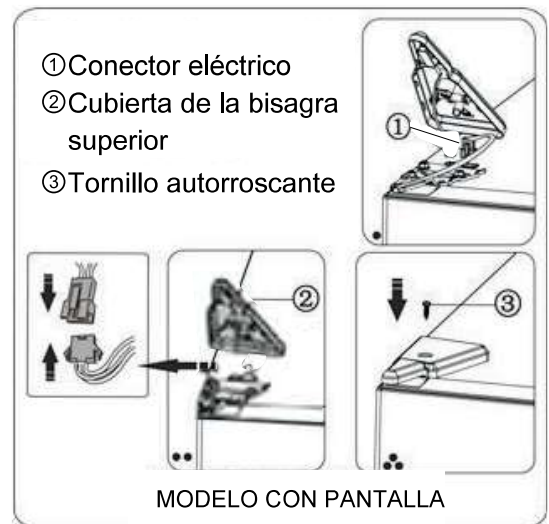 ①Conector eléctrico
②Cubierta de la bisagra
superior
③Tornillo autorroscante
①
②
③
MODELO CON PANTALLA